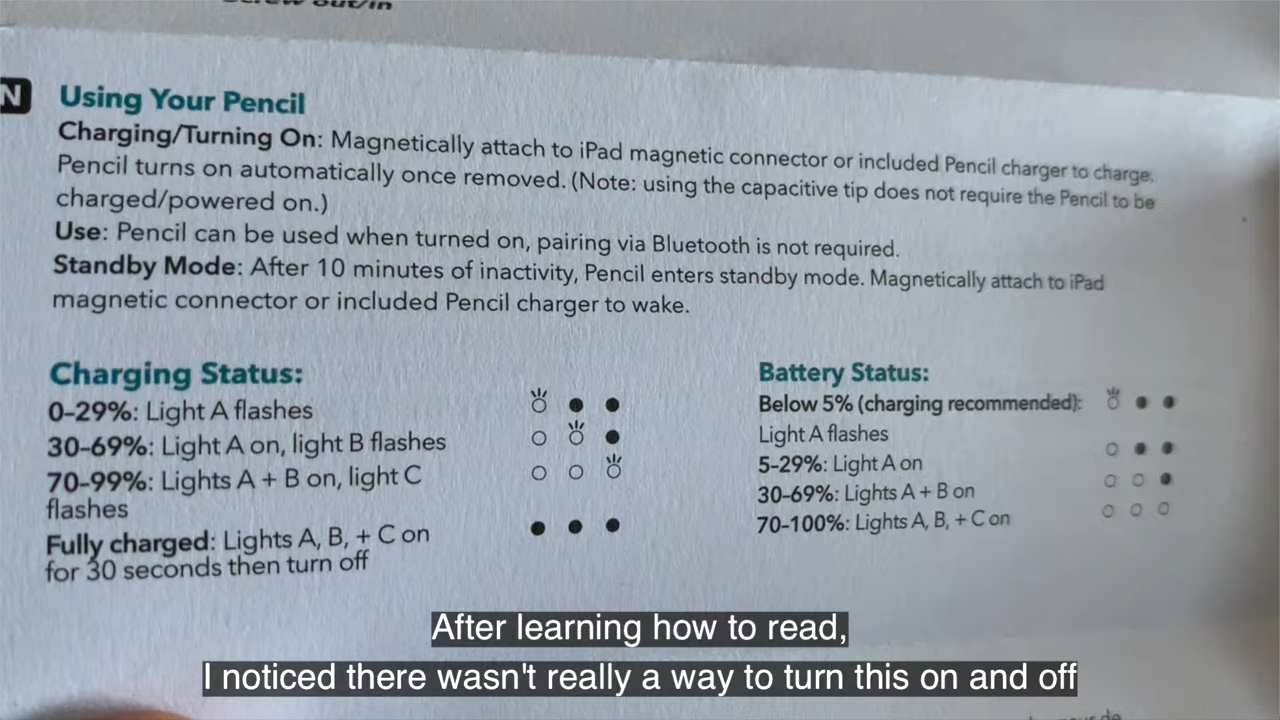 out/in
N
Using Your Pencil
Charging/Turning On: Magnetically attach to iPad magnetic connector or included Pencil charger to charge.
Pencil turns on automatically once removed. (Note: using the capacitive tip does not require the Pencil to be
charged/powered on.)
Use: Pencil can be used when turned on, pairing via Bluetooth is not required.
Standby Mode: After 10 minutes of inactivity, Pencil enters standby mode. Magnetically attach to iPad
magnetic connector or included Pencil charger to wake.
Charging Status:
0-29%: Light A flashes
30-69%: Light A on, light B flashes
70-99%: Lights A + B on, light C
flashes
Fully charged: Lights A, B, + C on
for 30 seconds then turn off
Battery Status:
Below 5% (charging recommended):
Light A flashes
5-29%: Light A on
30-69%: Lights A + B on
70-100%: Lights A, B, + C on
After learning how to read,
I noticed there wasn't really a way to turn this on and off